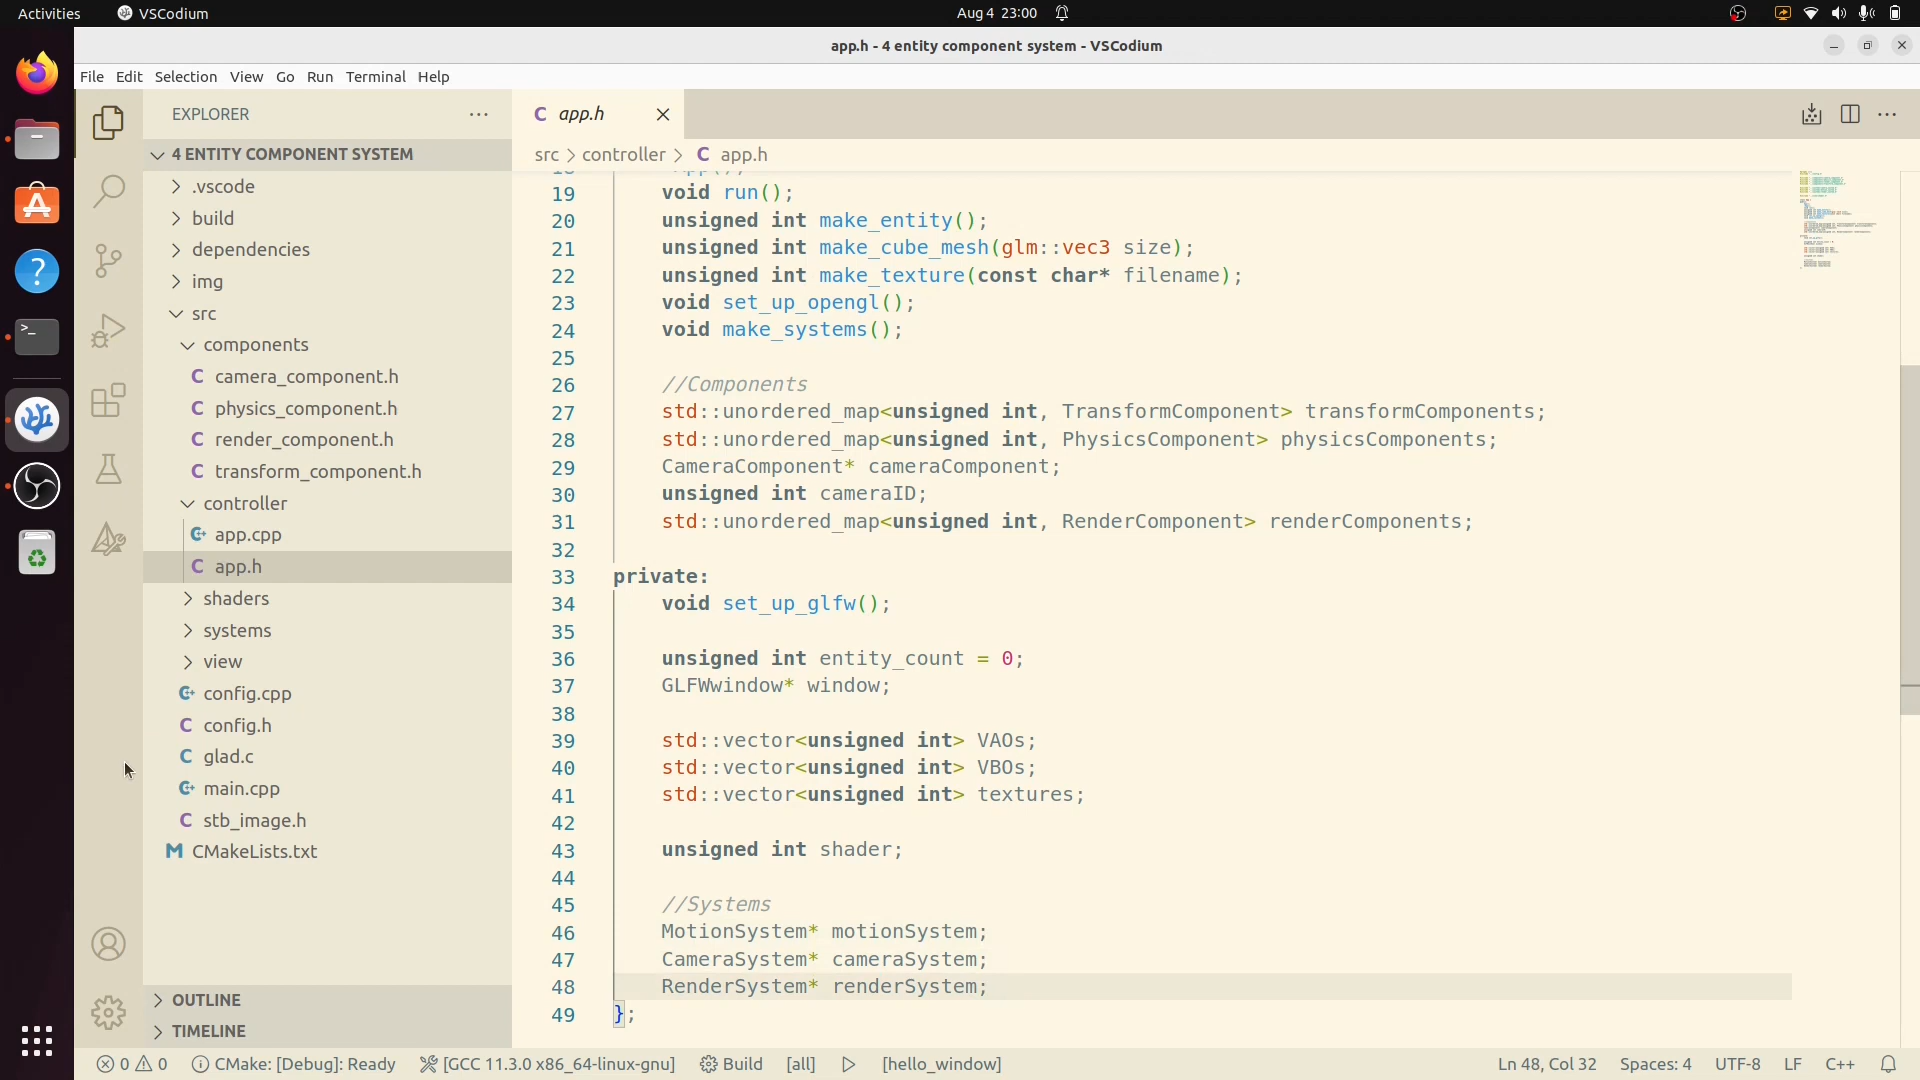 Activities
VSCodium
Aug 4 23:00
app.h - 4 entity component system - VSCodium
File Edit Selection View Go Run Terminal Help
EXPLORER
4 ENTITY COMPONENT SYSTEM
.vscode
build
dependencies
img
src
components
camera_component.h
physics_component.h
render_component.h
transform_component.h
controller
app.cpp
app.h
shaders
systems
view
config.cpp
config.h
glad.c
main.cpp
stb_image.h
CMakeLists.txt
OUTLINE
TIMELINE
app.h
src > controller > C app.h
19 void run();
20 unsigned int make_entity();
21 unsigned int make_cube_mesh(glm::vec3 size);
22 unsigned int make_texture(const char* filename);
23 void set_up_opengl();
24 void make_systems();
25
26 //Components
27 std::unordered_map<unsigned int, TransformComponent> transformComponents;
28 std::unordered_map<unsigned int, PhysicsComponent> physicsComponents;
29 CameraComponent* cameraComponent;
30 unsigned int cameraID;
31 std::unordered_map<unsigned int, RenderComponent> renderComponents;
32
33 private:
34 void set_up_glfw();
35
36 unsigned int entity_count = 0;
37 GLFWwindow* window;
38
39 std::vector<unsigned int> VAOs;
40 std::vector<unsigned int> VBOs;
41 std::vector<unsigned int> textures;
42
43 unsigned int shader;
44
45 //Systems
46 MotionSystem* motionSystem;
47 CameraSystem* cameraSystem;
48 RenderSystem* renderSystem;
49 };
0 0 CMake: [Debug]: Ready [GCC 11.3.0 x86_64-linux-gnu] Build [all] [hello_window] Ln 48, Col 32 Spaces: 4 UTF-8 LF C++